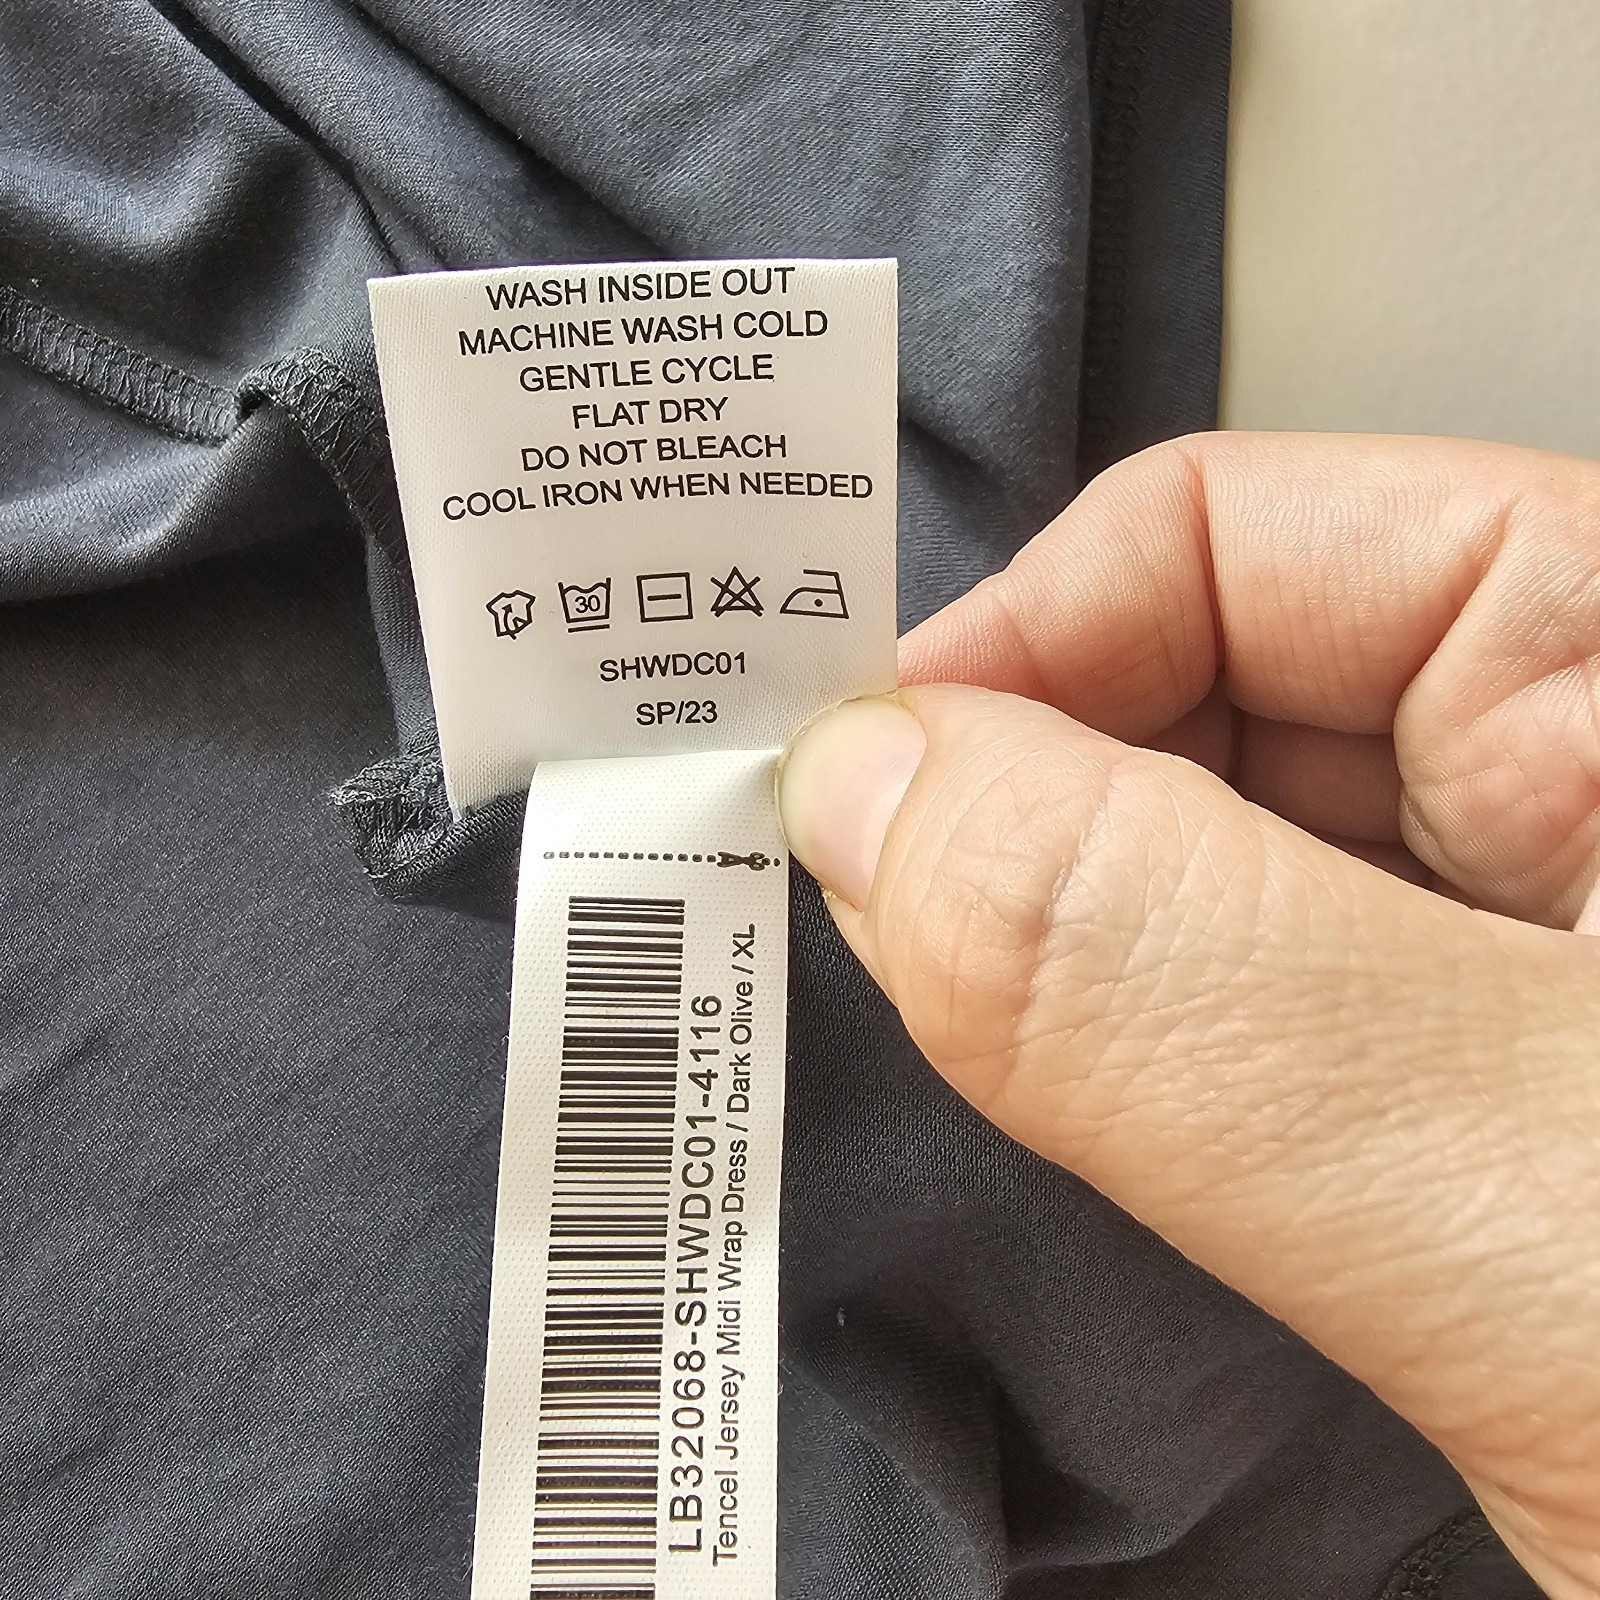 WASH INSIDE OUT
MACHINE WASH COLD
GENTLE CYCLE
FLAT DRY
DO NOT BLEACH
COOL IRON WHEN NEEDED
30
SHWDC01
SP/23
LB32068-SHWDC01-4116
Tencel Jersey Midi Wrap Dress / Dark Olive / XL